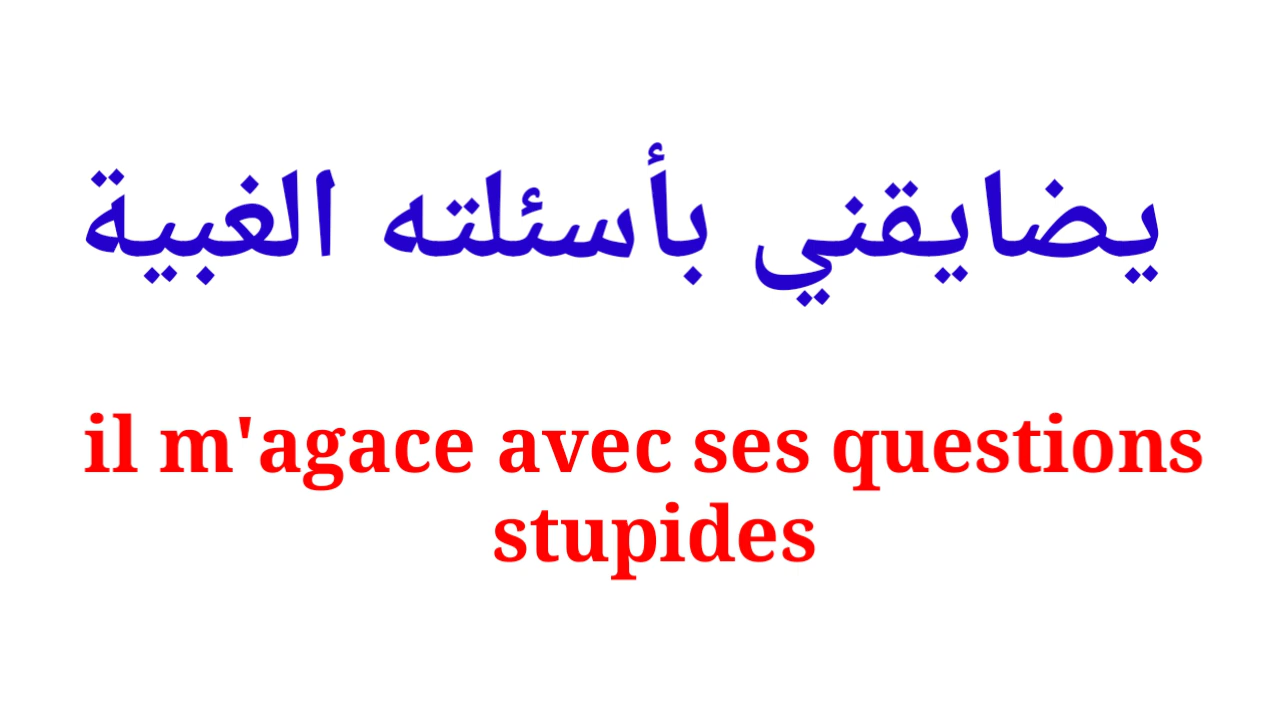 يضايقني بأسئلته الغبية
il m'agace avec ses questions
stupides